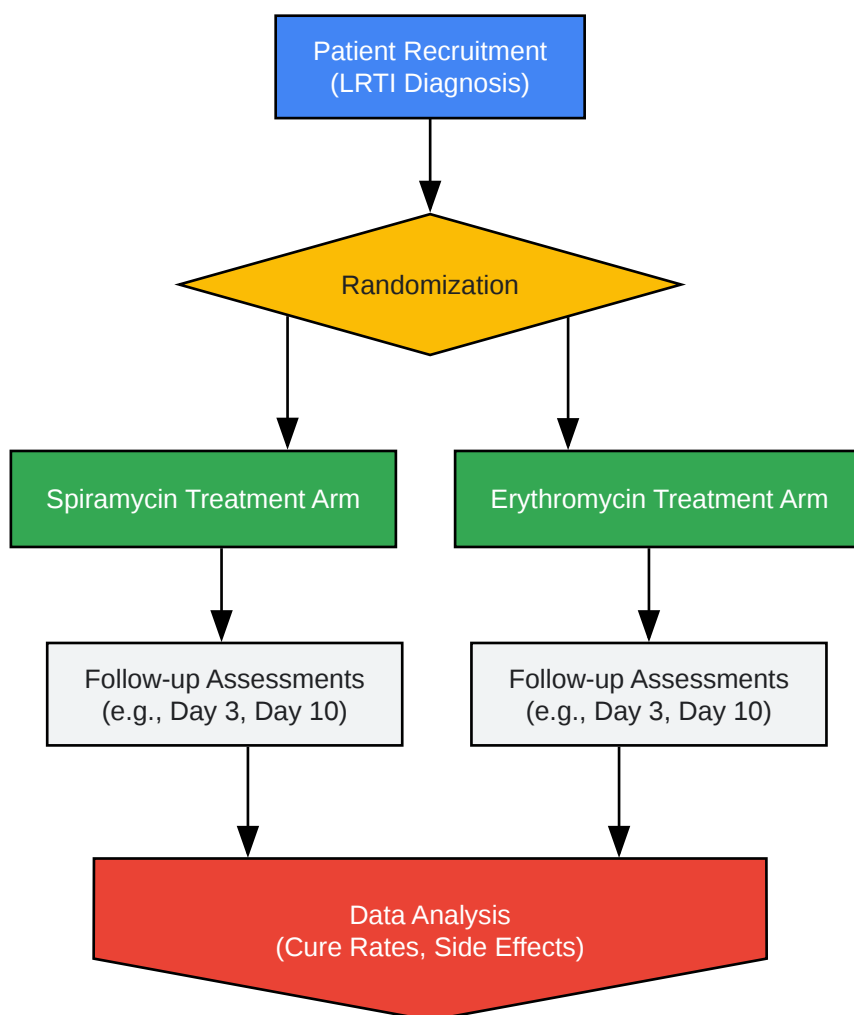 Patient Recruitment
(LRTI Diagnosis)
Randomization
Spiramycin Treatment Arm
Erythromycin Treatment Arm
Follow-up Assessments
(e.g., Day 3, Day 10)
Follow-up Assessments
(e.g., Day 3, Day 10)
Data Analysis
(Cure Rates, Side Effects)